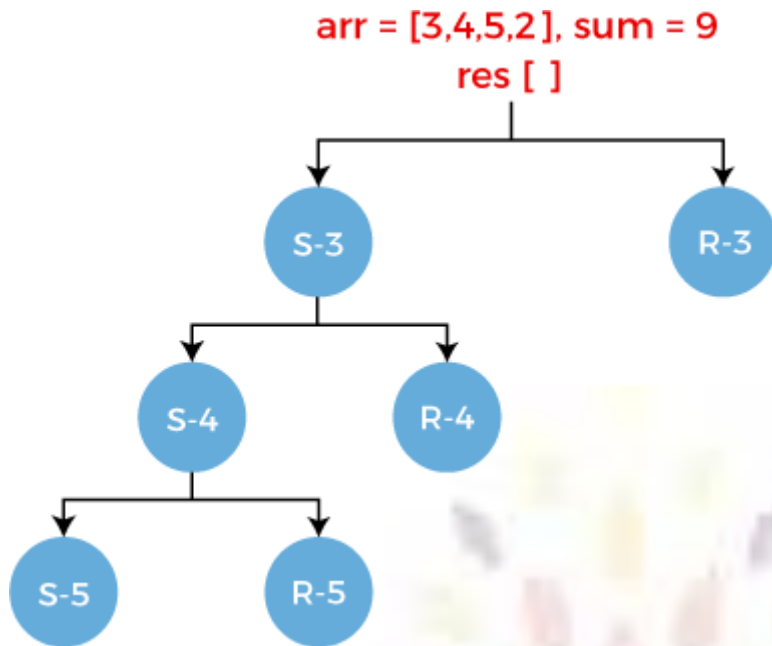 arr = [3,4,5,2], sum = 9
res [ ]
S-3
R-3
S-4
R-4
S-5
R-5